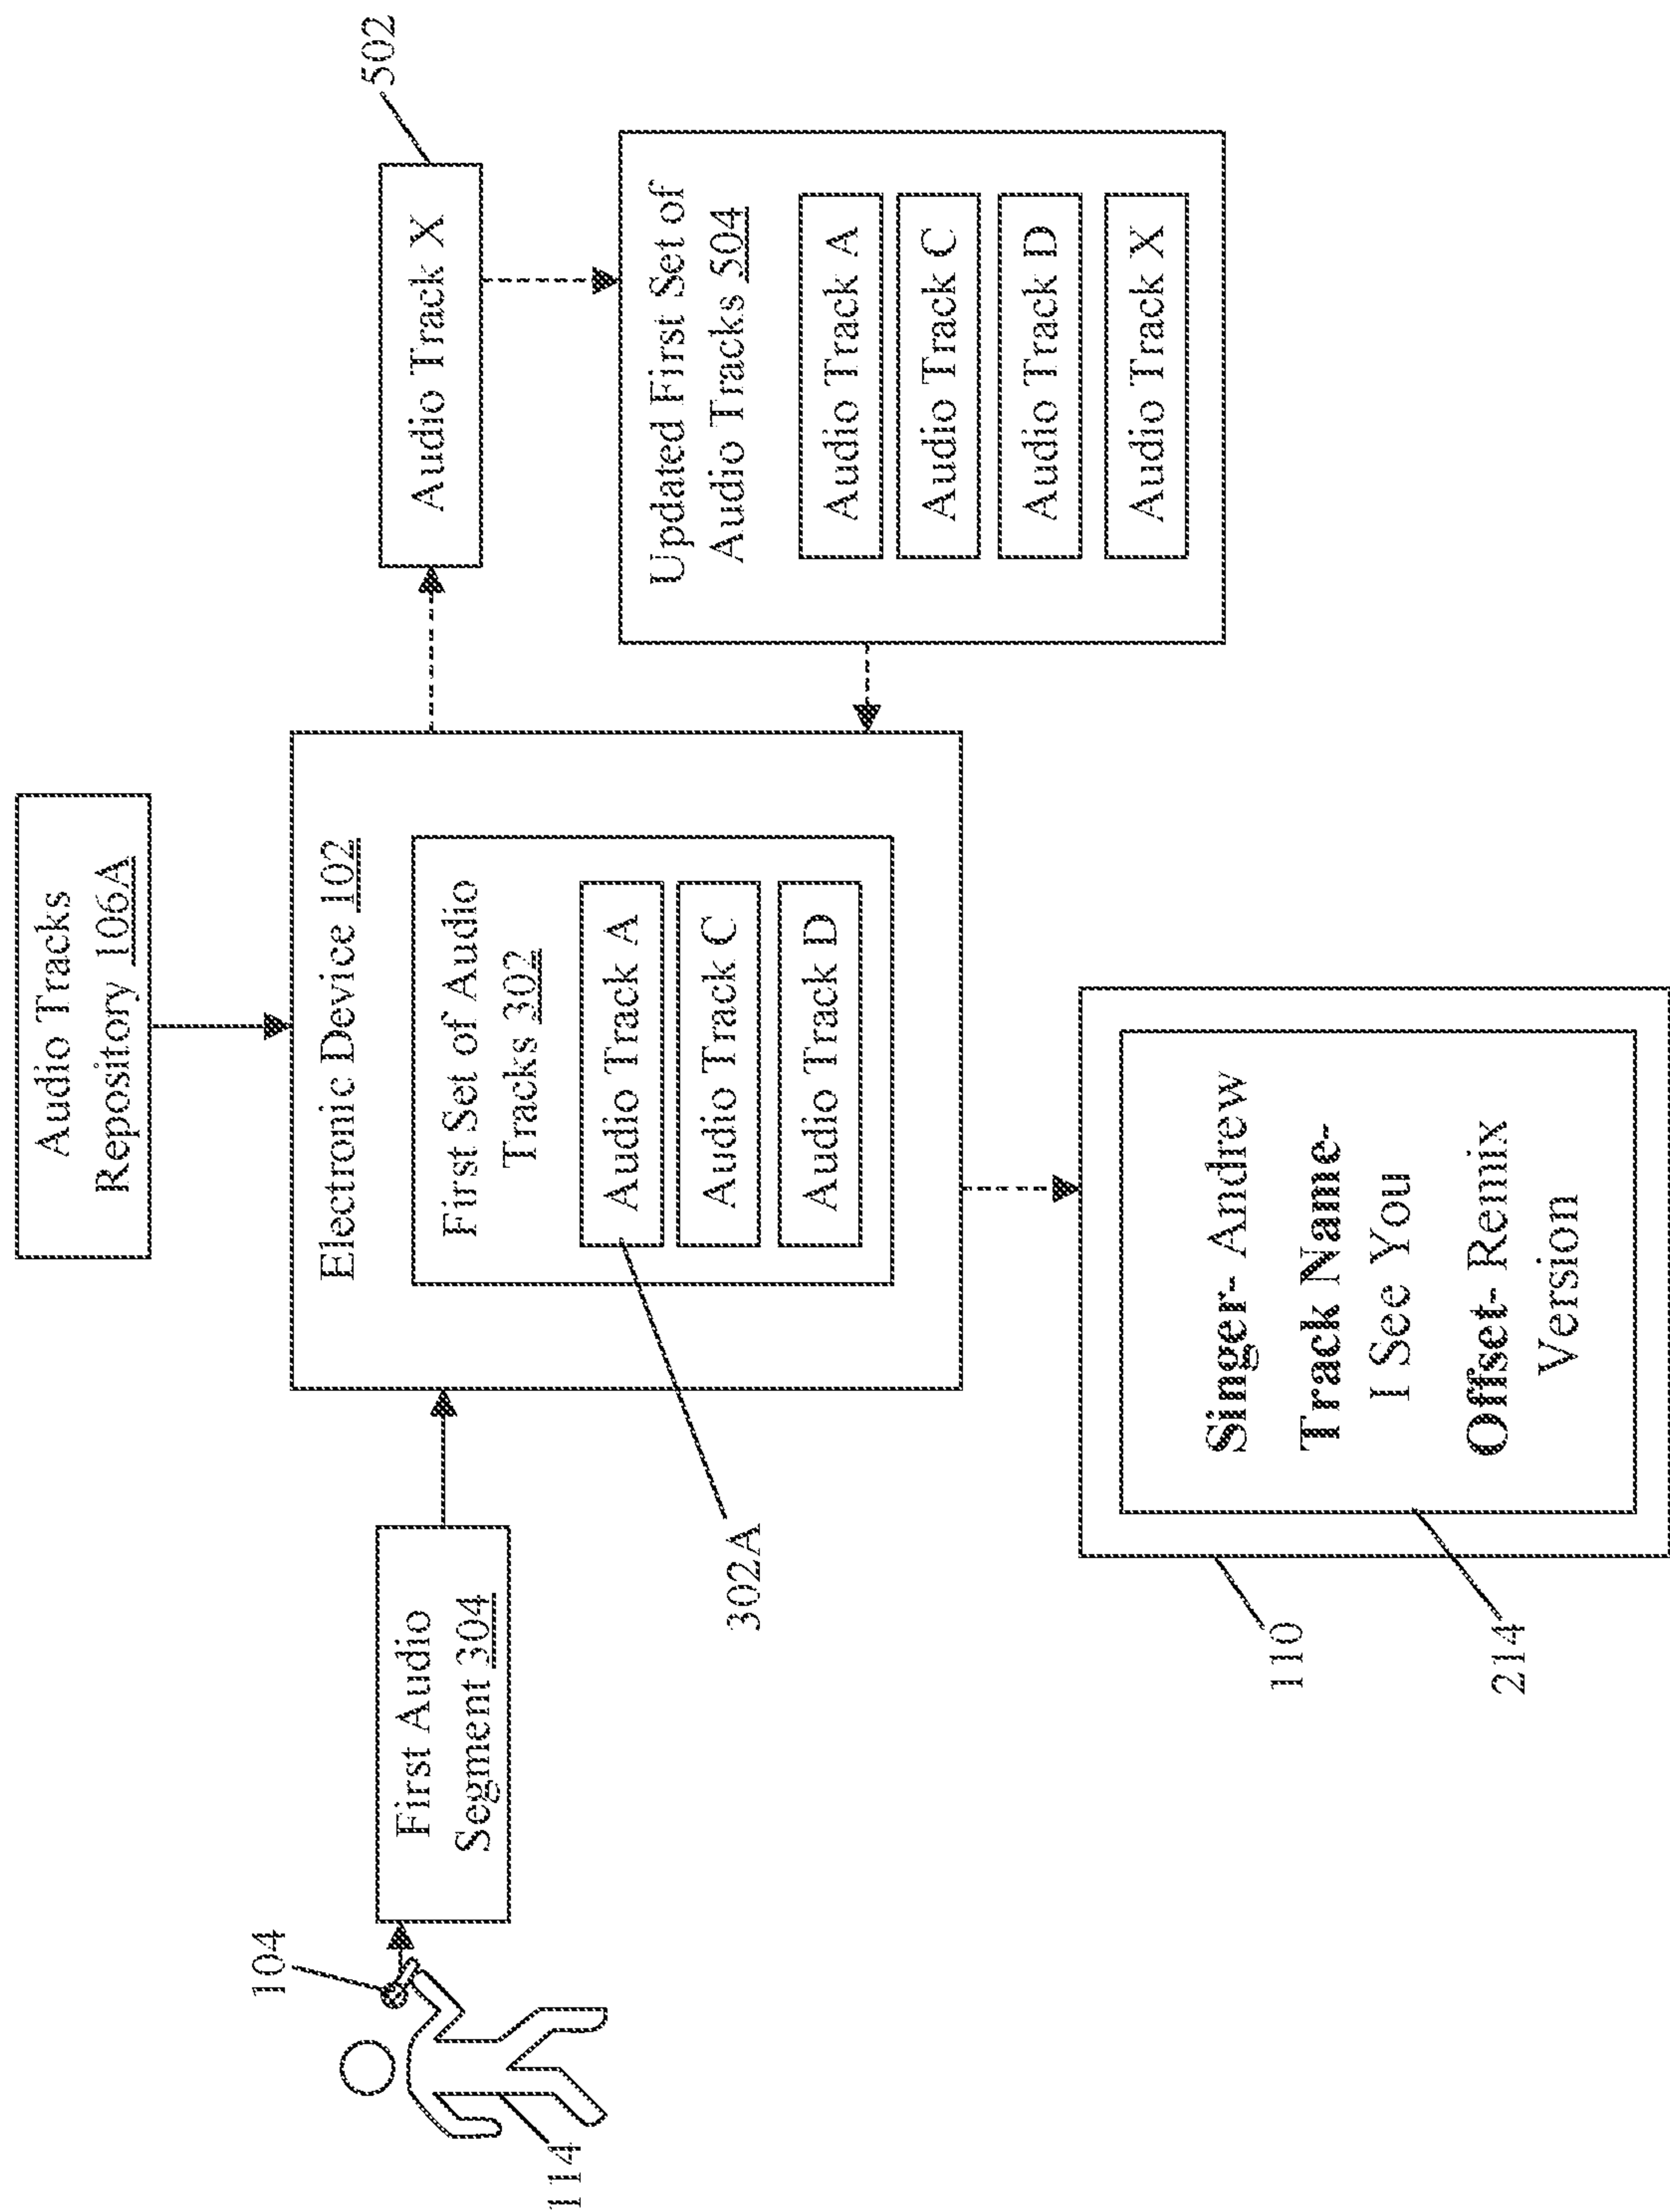 Audio Tracks
Repository 106A
104
114
First Audio
Segment 304
Electronic Device 102
First Set of Audio
Tracks 302
Audio Track A
Audio Track C
Audio Track D
302A
Audio Track X
502
Updated First Set of
Audio Tracks 504
Audio Track A
Audio Track C
Audio Track D
Audio Track X
110
214
Singer- Andrew
Track Name-
I See You
Offset- Remix
Version